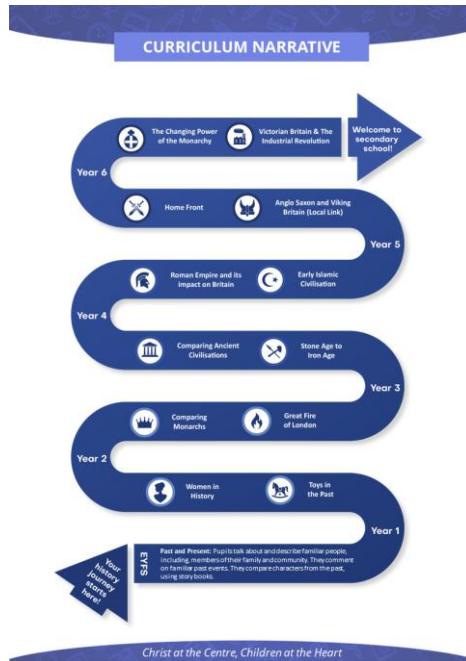 CURRICULUM NARRATIVE
The Changing Power
of the Monarchy
Victorian Britain & The
Industrial Revolution
Welcome to
secondary
school!
Year 6
Home Front
Anglo Saxon and Viking
Britain (Local Link)
Year 5
Roman Empire and its
impact on Britain
Early Islamic
Civilisation
Year 4
Comparing Ancient
Civilisations
Stone Age to
Iron Age
Year 3
Comparing
Monarchs
Great Fire
of London
Year 2
Women in
History
Toys in
the Past
Year 1
EYFS
Past and Present: Pupils talk about and describe familiar people,
including, members of their family and community. They comment
on familiar past events. They compare characters from the past,
using story books.
Your
history
journey
starts
here!
Christ at the Centre, Children at the Heart